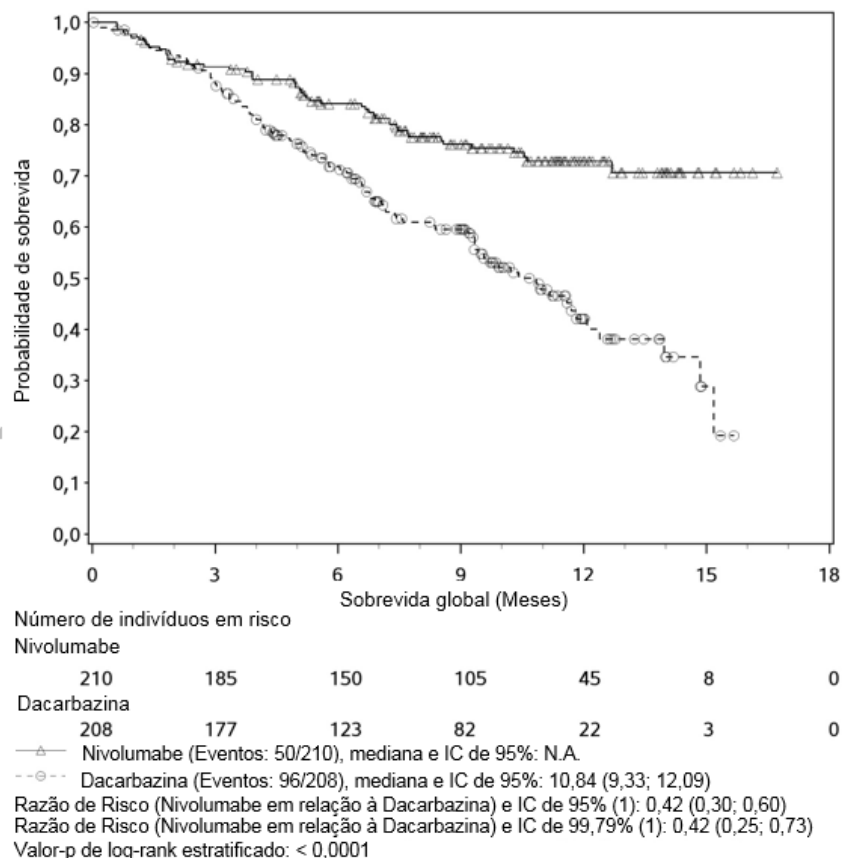 1,0
0,9
0,8
0,7
0,6
0,5
0,4
0,3
0,2
0,1
0,0
Probabilidade de sobrevida
0 3 6 9 12 15 18
Sobrevida global (Meses)
Número de indivíduos em risco
Nivolumabe
210 185 150 105 45 8 0
Dacarbazina
208 177 123 82 22 3 0
Nivolumabe (Eventos: 50/210), mediana e IC de 95%: N.A.
Dacarbazina (Eventos: 96/208), mediana e IC de 95%: 10,84 (9,33; 12,09)
Razão de Risco (Nivolumabe em relação à Dacarbazina) e IC de 95% (1): 0,42 (0,30; 0,60)
Razão de Risco (Nivolumabe em relação à Dacarbazina) e IC de 99,79% (1): 0,42 (0,25; 0,73)
Valor-p de log-rank estratificado: < 0,0001